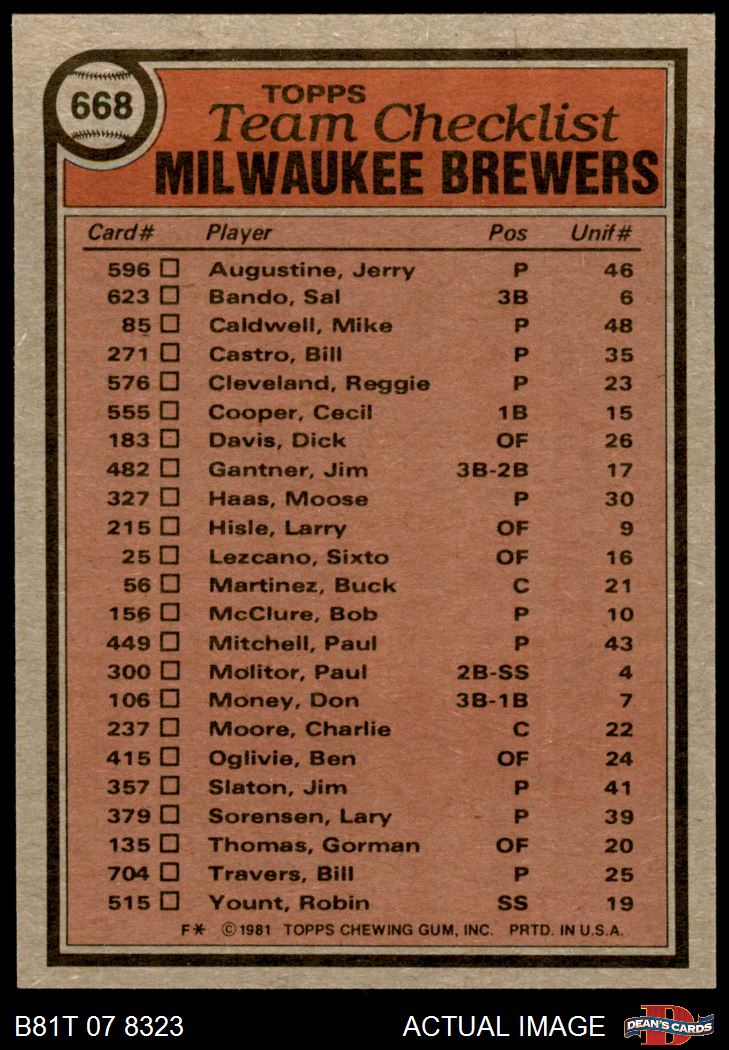 668
TOPPS
Team Checklist
MILWAUKEE BREWERS
Card# Player Pos Unif#
596 Augustine, Jerry P 46
623 Bando, Sal 3B 6
85 Caldwell, Mike P 48
271 Castro, Bill P 35
576 Cleveland, Reggie P 23
555 Cooper, Cecil 1B 15
183 Davis, Dick OF 26
482 Gantner, Jim 3B-2B 17
327 Haas, Moose P 30
215 Hisle, Larry OF 9
25 Lezcano, Sixto OF 16
56 Martinez, Buck C 21
156 McClure, Bob P 10
449 Mitchell, Paul P 43
300 Molitor, Paul 2B-SS 4
106 Money, Don 3B-1B 7
237 Moore, Charlie C 22
415 Oglivie, Ben OF 24
357 Slaton, Jim P 41
379 Sorensen, Lary P 39
135 Thomas, Gorman OF 20
704 Travers, Bill P 25
515 Yount, Robin SS 19
F* ©1981 TOPPS CHEWING GUM, INC. PRTD. IN U.S.A.
B81T 07 8323 ACTUAL IMAGE D DEAN'S CARDS